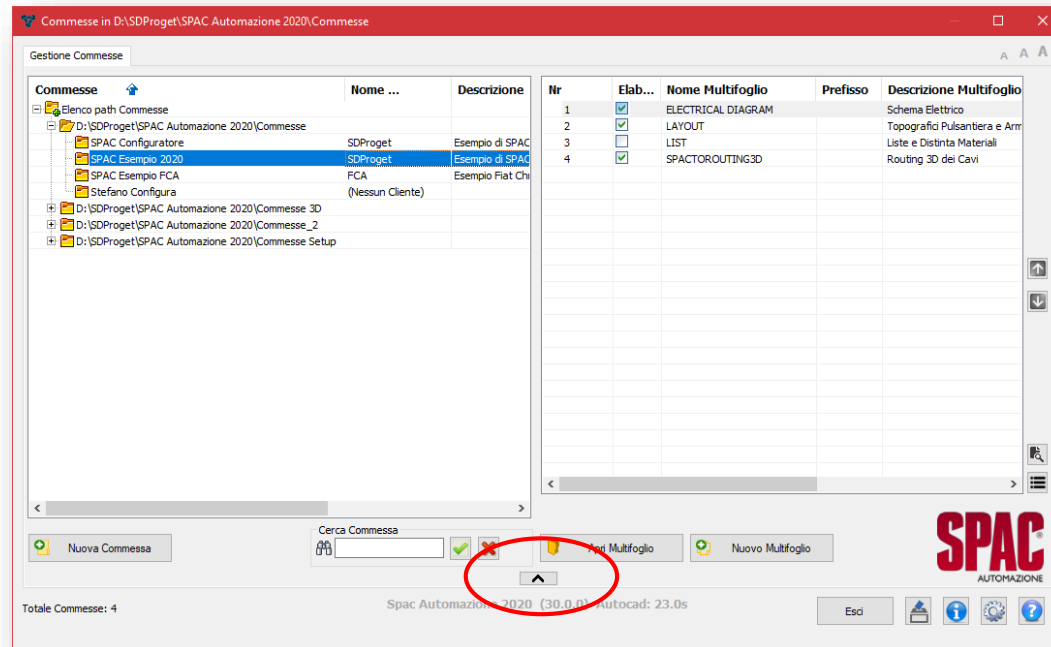 Commesse in D:\SDProget\SPAC Automazione 2020\Commesse
Gestione Commesse
A A A
Commesse Nome ... Descrizione
Elenco path Commesse
D:\SDProget\SPAC Automazione 2020\Commesse
SPAC Configuratore SDProget Esempio di SPAC
SPAC Esempio 2020 SDProget Esempio di SPAC
SPAC Esempio FCA FCA Esempio Fiat Chr
Stefano Configura (Nessun Cliente)
D:\SDProget\SPAC Automazione 2020\Commesse 3D
D:\SDProget\SPAC Automazione 2020\Commesse_2
D:\SDProget\SPAC Automazione 2020\Commesse Setup
Nr Elab... Nome Multifoglio Prefisso Descrizione Multifoglio
1 ELECTRICAL DIAGRAM Schema Elettrico
2 LAYOUT Topografici Pulsantiera e Arm
3 LIST Liste e Distinta Materiali
4 SPACTOROUTING3D Routing 3D dei Cavi
Nuova Commessa
Cerca Commessa
Apri Multifoglio
Nuovo Multifoglio
SPAC®
AUTOMAZIONE
Totale Commesse: 4
Spac Automazione 2020 (30.0.0) Autocad: 23.0s
Esci